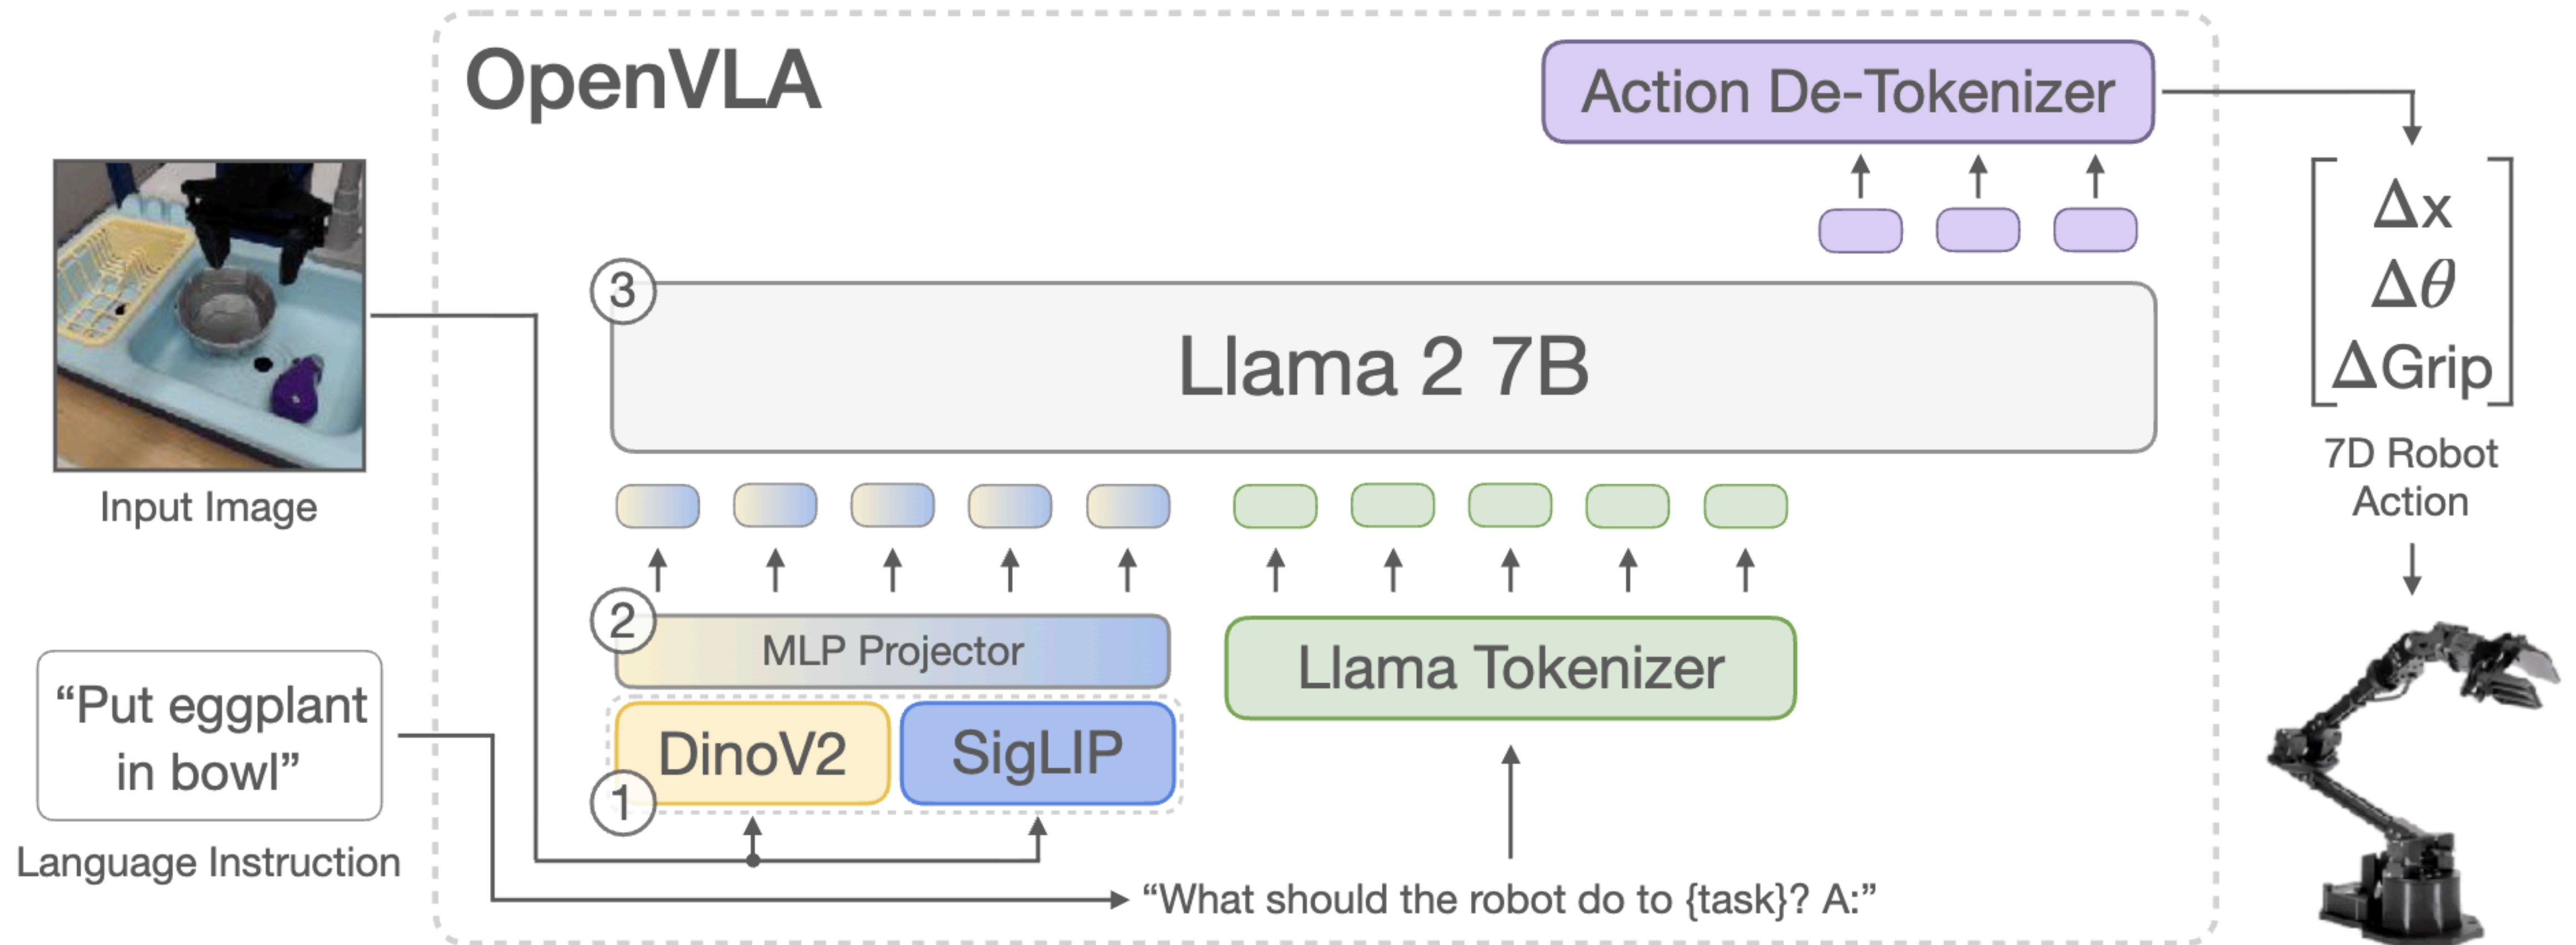 OpenVLA
Action De-Tokenizer
Δx
Δθ
ΔGrip
7D Robot
Action
Input Image
3
Llama 2 7B
2
MLP Projector
Llama Tokenizer
1
DinoV2
SigLIP
“Put eggplant
in bowl”
Language Instruction
“What should the robot do to {task}? A:”